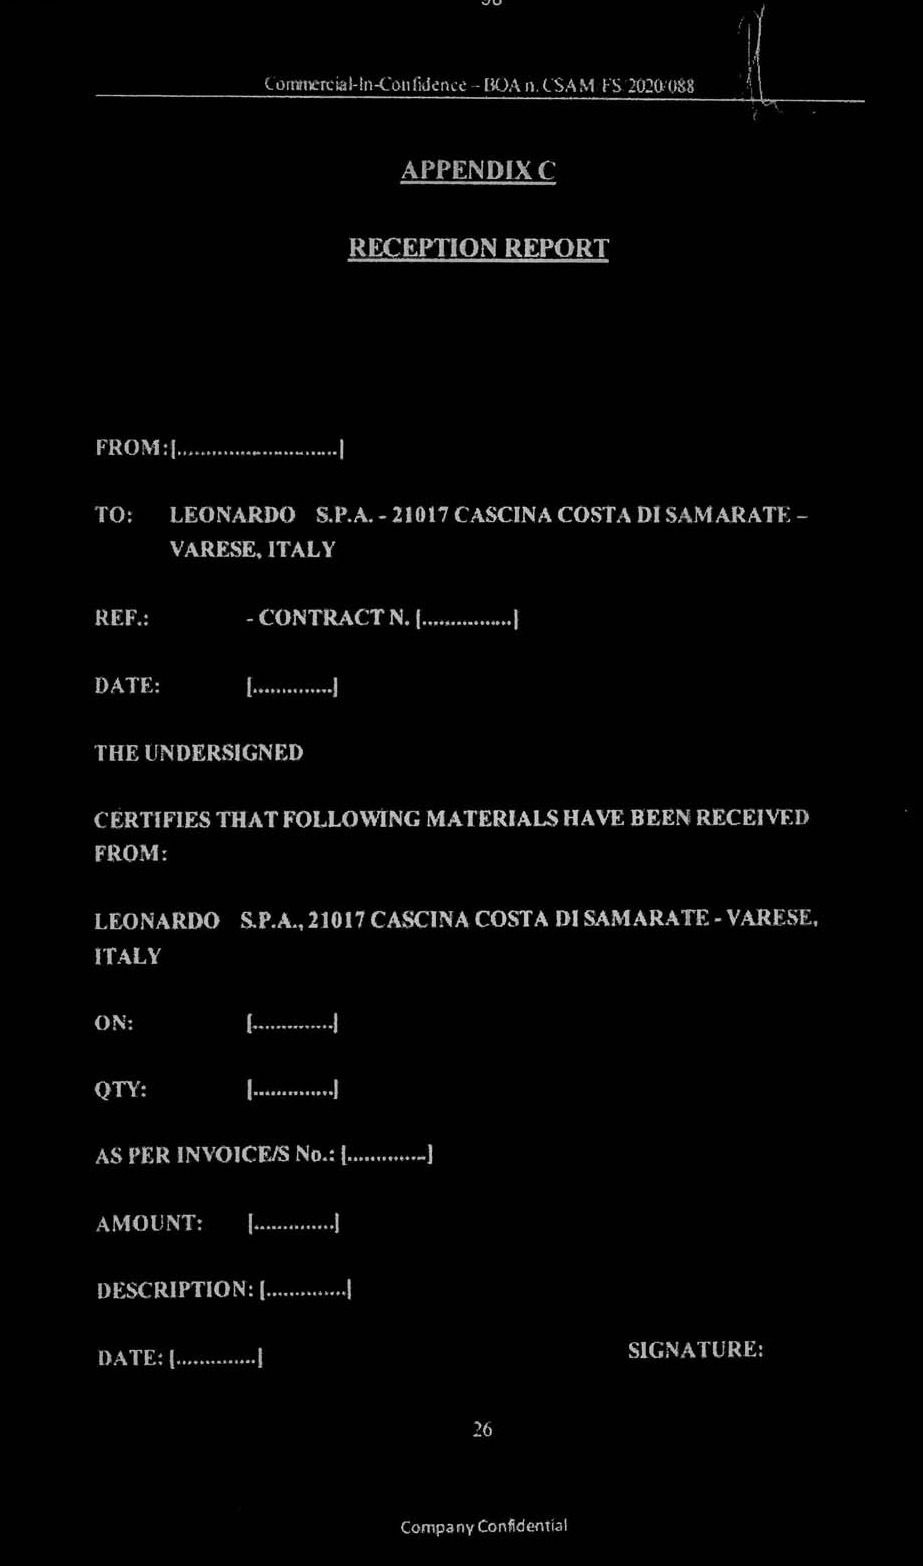 Commercial-In-Confidence – BOA n. CSAM/FS/2020/088
APPENDIX C
RECEPTION REPORT
FROM:[............................]
TO: LEONARDO S.P.A. - 21017 CASCINA COSTA DI SAMARATE –
VARESE, ITALY
REF.: - CONTRACT N. [................]
DATE: [..............]
THE UNDERSIGNED
CERTIFIES THAT FOLLOWING MATERIALS HAVE BEEN RECEIVED
FROM:
LEONARDO S.P.A., 21017 CASCINA COSTA DI SAMARATE - VARESE,
ITALY
ON: [..............]
QTY: [..............]
AS PER INVOICE/S No.: [..............]
AMOUNT: [..............]
DESCRIPTION: [..............]
DATE: [..............] SIGNATURE:
26
Company Confidential